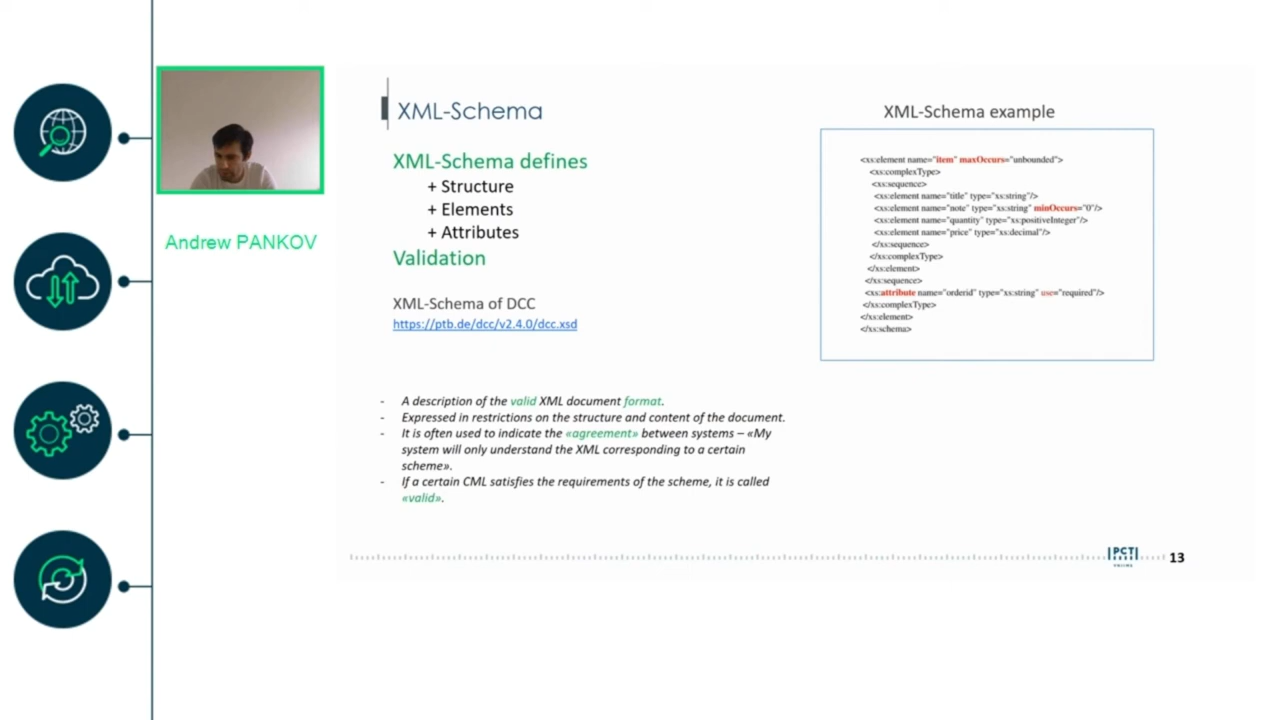 Andrew PANKOV
XML-Schema
XML-Schema defines
+ Structure
+ Elements
+ Attributes
Validation
XML-Schema of DCC
https://ptb.de/dcc/v2.4.0/dcc.xsd
- A description of the valid XML document format.
- Expressed in restrictions on the structure and content of the document.
- It is often used to indicate the «agreement» between systems – «My
system will only understand the XML corresponding to a certain
scheme».
- If a certain CML satisfies the requirements of the scheme, it is called
«valid».
XML-Schema example
<xs:element name="item" maxOccurs="unbounded">
<xs:complexType>
<xs:sequence>
<xs:element name="title" type="xs:string"/>
<xs:element name="note" type="xs:string" minOccurs="0"/>
<xs:element name="quantity" type="xs:positiveInteger"/>
<xs:element name="price" type="xs:decimal"/>
</xs:sequence>
</xs:complexType>
</xs:element>
</xs:sequence>
<xs:attribute name="orderid" type="xs:string" use="required"/>
</xs:complexType>
</xs:element>
</xs:schema>
РСТ
13